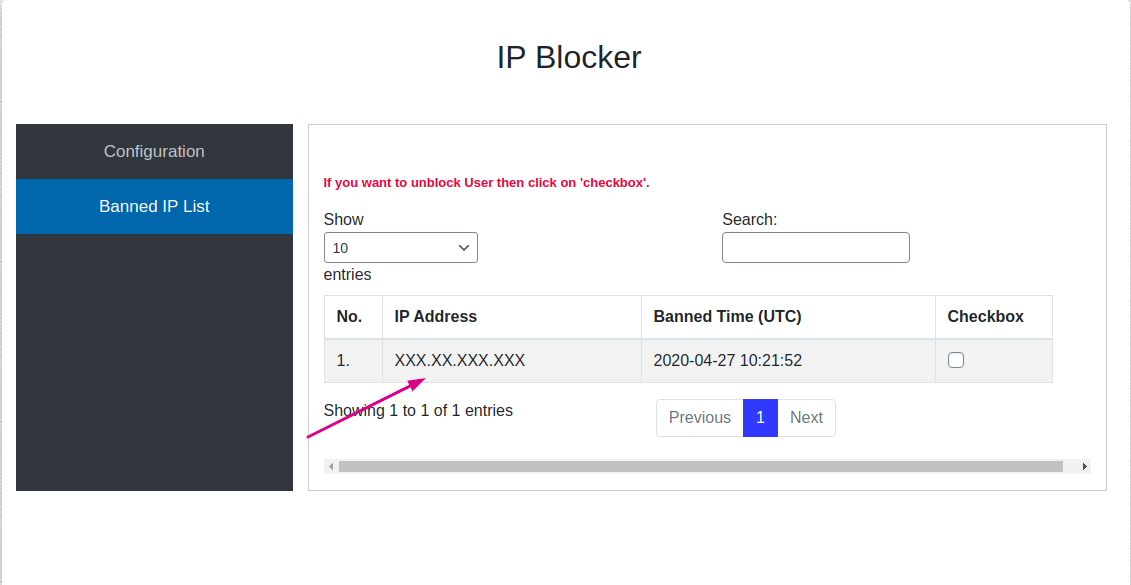 IP Blocker
Configuration
Banned IP List
If you want to unblock User then click on 'checkbox'.
Show
10
entries
Search:
No. IP Address Banned Time (UTC) Checkbox
1. XXX.XX.XXX.XXX 2020-04-27 10:21:52
Showing 1 to 1 of 1 entries
Previous 1 Next